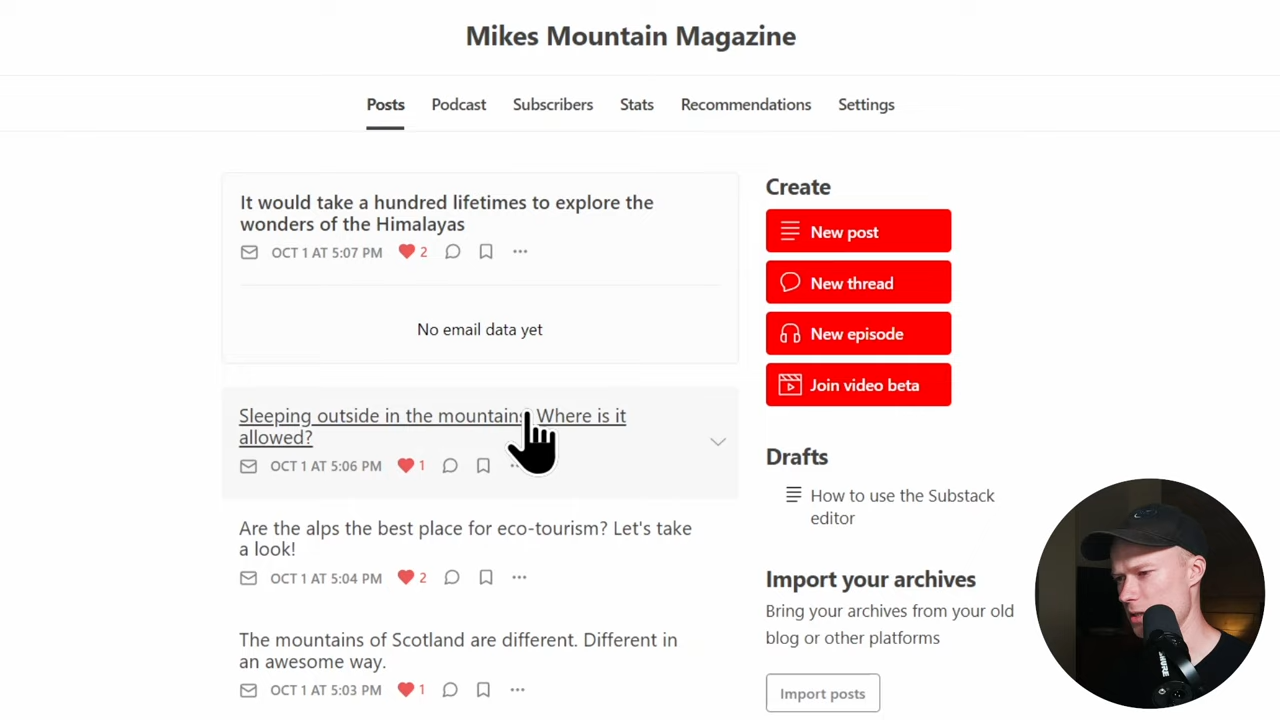 Mikes Mountain Magazine
Posts Podcast Subscribers Stats Recommendations Settings
It would take a hundred lifetimes to explore the
wonders of the Himalayas
OCT 1 AT 5:07 PM 2
No email data yet
Sleeping outside in the mountains. Where is it
allowed?
OCT 1 AT 5:06 PM 1
Are the alps the best place for eco-tourism? Let's take
a look!
OCT 1 AT 5:04 PM 2
The mountains of Scotland are different. Different in
an awesome way.
OCT 1 AT 5:03 PM 1
Create
New post
New thread
New episode
Join video beta
Drafts
How to use the Substack
editor
Import your archives
Bring your archives from your old
blog or other platforms
Import posts